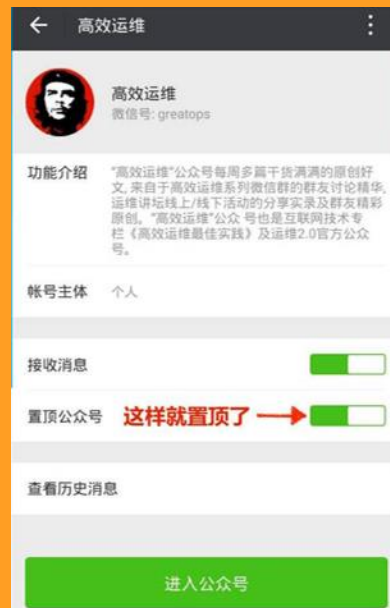 高效运维
高效运维
微信号: greatops
功能介绍
"高效运维"公众号每周多篇干货满满的原创好
文, 来自于高效运维系列微信群的群友讨论精华,
运维讲坛线上/线下活动的分享实录及群友精彩
原创。"高效运维"公众 号也是互联网技术专
栏《高效运维最佳实践》及运维2.0官方公众
号。
帐号主体 个人
接收消息
置顶公众号 这样就置顶了
查看历史消息
进入公众号